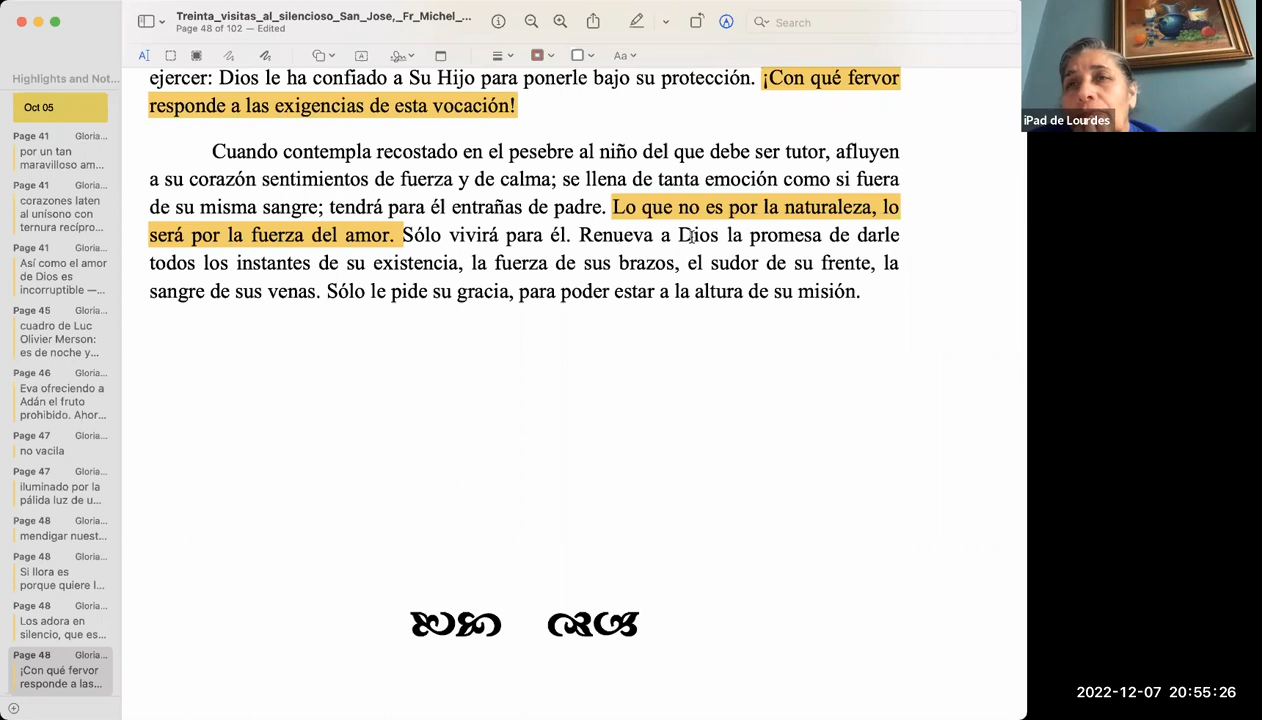 Treinta_visitas_al_silencioso_San_Jose,_Fr_Michel_...
Page 48 of 102 — Edited
Search
Aa
Highlights and Not...
Oct 05
Page 41 Gloria...
por un tan
maravilloso am...
Page 41 Gloria...
corazones laten
al unísono con
ternura recípro...
Page 41 Gloria...
Así como el amor
de Dios es
incorruptible —...
Page 45 Gloria...
cuadro de Luc
Olivier Merson:
es de noche y...
Page 46 Gloria...
Eva ofreciendo a
Adán el fruto
prohibido. Ahor...
Page 47 Gloria...
no vacila
Page 47 Gloria...
iluminado por la
pálida luz de u...
Page 48 Gloria...
mendigar nuest...
Page 48 Gloria...
Si llora es
porque quiere l...
Page 48 Gloria...
Los adora en
silencio, que es...
Page 48 Gloria...
¡Con qué fervor
responde a las...
ejercer: Dios le ha confiado a Su Hijo para ponerle bajo su protección. ¡Con qué fervor
responde a las exigencias de esta vocación!
Cuando contempla recostado en el pesebre al niño del que debe ser tutor, afluyen
a su corazón sentimientos de fuerza y de calma; se llena de tanta emoción como si fuera
de su misma sangre; tendrá para él entrañas de padre. Lo que no es por la naturaleza, lo
será por la fuerza del amor. Sólo vivirá para él. Renueva a Dios la promesa de darle
todos los instantes de su existencia, la fuerza de sus brazos, el sudor de su frente, la
sangre de sus venas. Sólo le pide su gracia, para poder estar a la altura de su misión.
iPad de Lourdes
2022-12-07 20:55:26